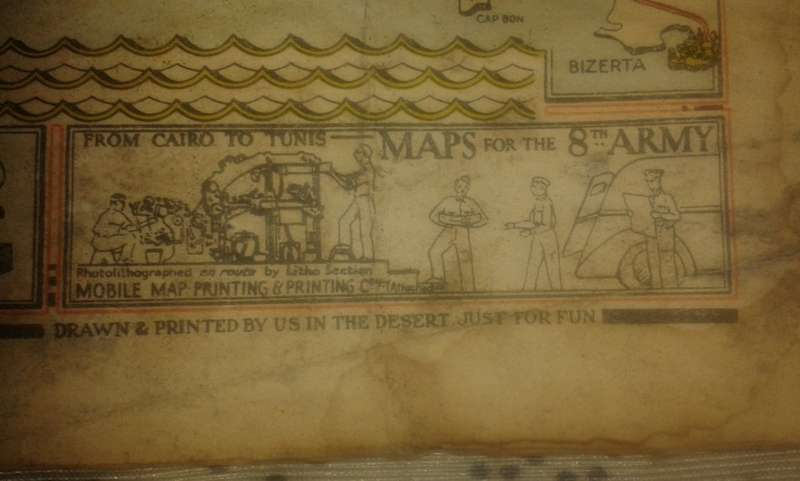 CAP BON
BIZERTA
FROM CAIRO TO TUNIS — MAPS FOR THE 8TH ARMY
Photolithographed en route by Litho Section
MOBILE MAP PRINTING & PRINTING Coy
DRAWN & PRINTED BY US IN THE DESERT JUST FOR FUN